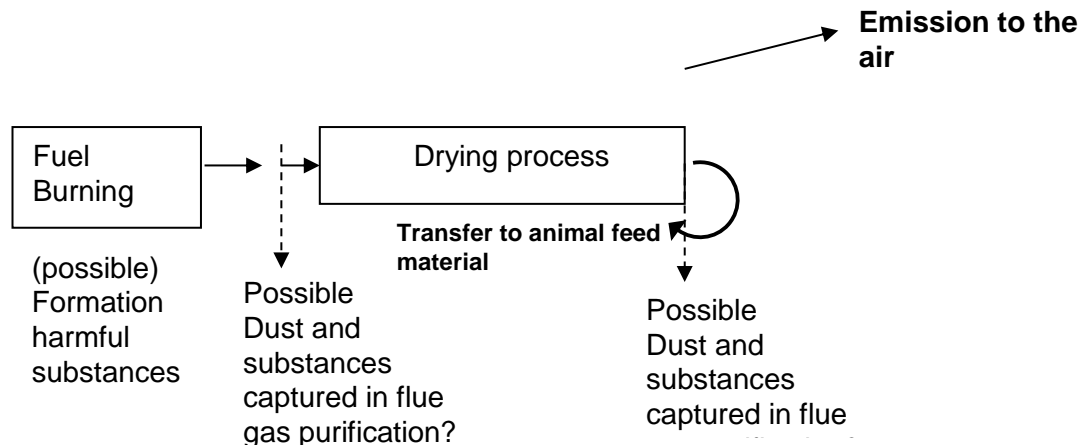 Emission to the
air
Fuel
Burning
Drying process
Transfer to animal feed
material
(possible)
Formation
harmful
substances
Possible
Dust and
substances
captured in flue
gas purification?
Possible
Dust and
substances
captured in flue